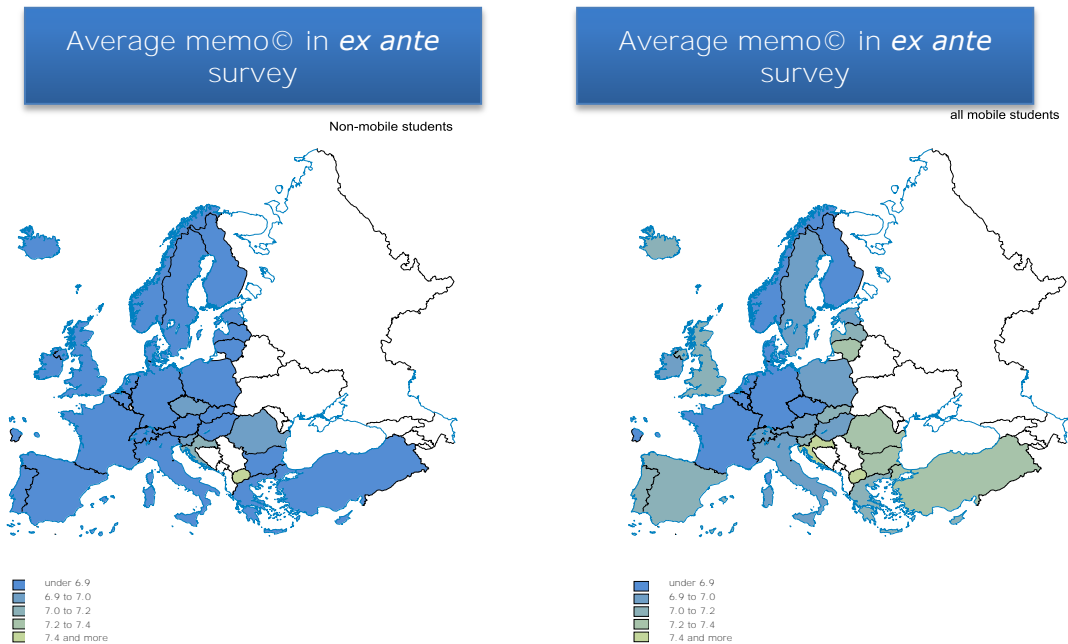 Average memo© in ex ante
survey
Non-mobile students
under 6.9
6.9 to 7.0
7.0 to 7.2
7.2 to 7.4
7.4 and more
Average memo© in ex ante
survey
all mobile students
under 6.9
6.9 to 7.0
7.0 to 7.2
7.2 to 7.4
7.4 and more